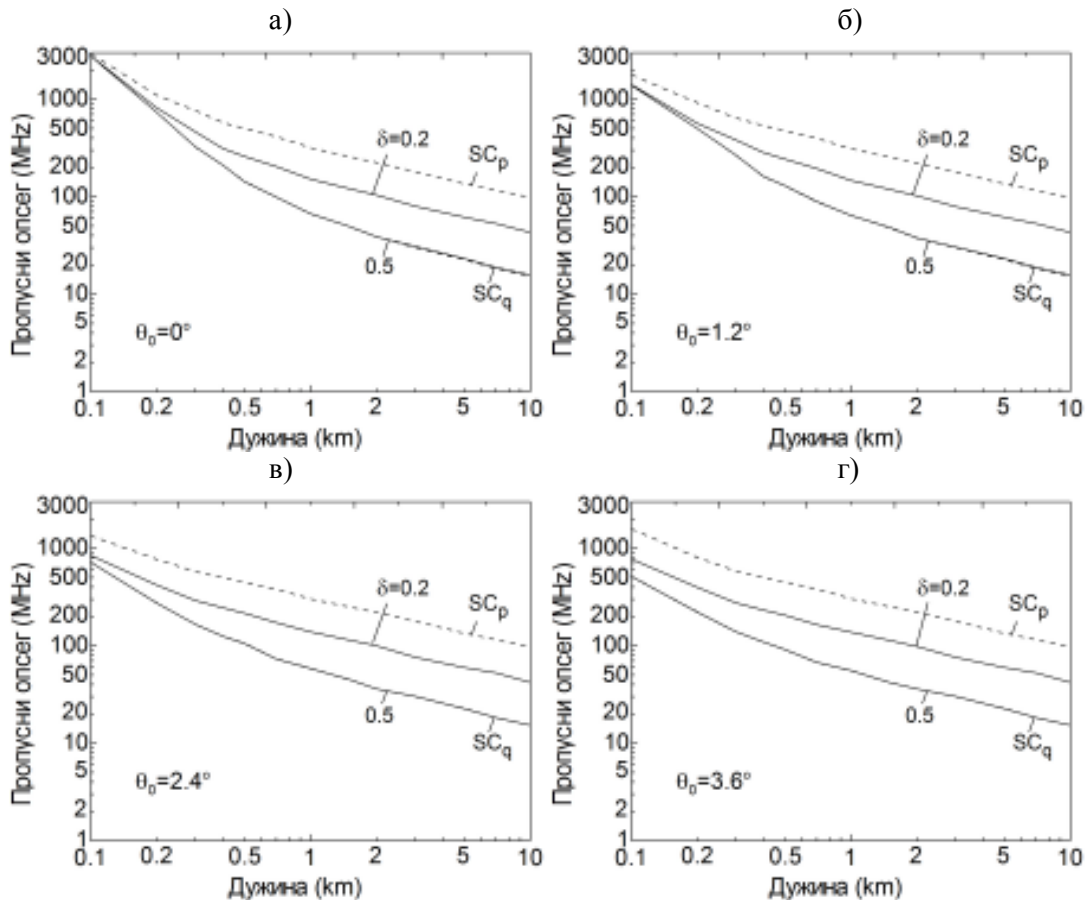 а)
3000
1000
500
200
100
50
20
10
5
2
1
Пропусни опсег (MHz)
δ=0.2
SCp
0.5
SCq
θ0=0°
0.1 0.2 0.5 1 2 5 10
Дужина (km)
б)
3000
1000
500
200
100
50
20
10
5
2
1
Пропусни опсег (MHz)
δ=0.2
SCp
0.5
SCq
θ0=1.2°
0.1 0.2 0.5 1 2 5 10
Дужина (km)
в)
3000
1000
500
200
100
50
20
10
5
2
1
Пропусни опсег (MHz)
δ=0.2
SCp
0.5
SCq
θ0=2.4°
0.1 0.2 0.5 1 2 5 10
Дужина (km)
г)
3000
1000
500
200
100
50
20
10
5
2
1
Пропусни опсег (MHz)
δ=0.2
SCp
0.5
SCq
θ0=3.6°
0.1 0.2 0.5 1 2 5 10
Дужина (km)